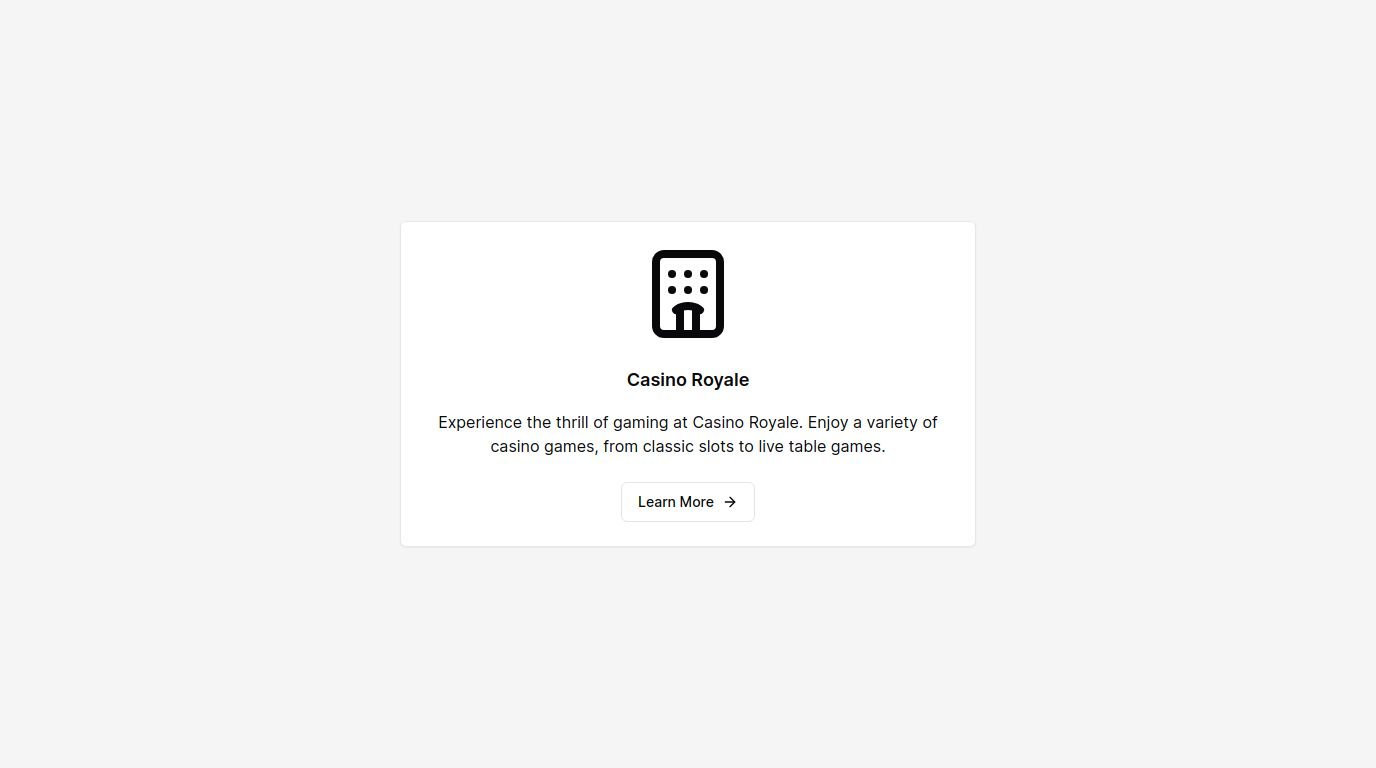 Casino Royale
Experience the thrill of gaming at Casino Royale. Enjoy a variety of
casino games, from classic slots to live table games.
Learn More